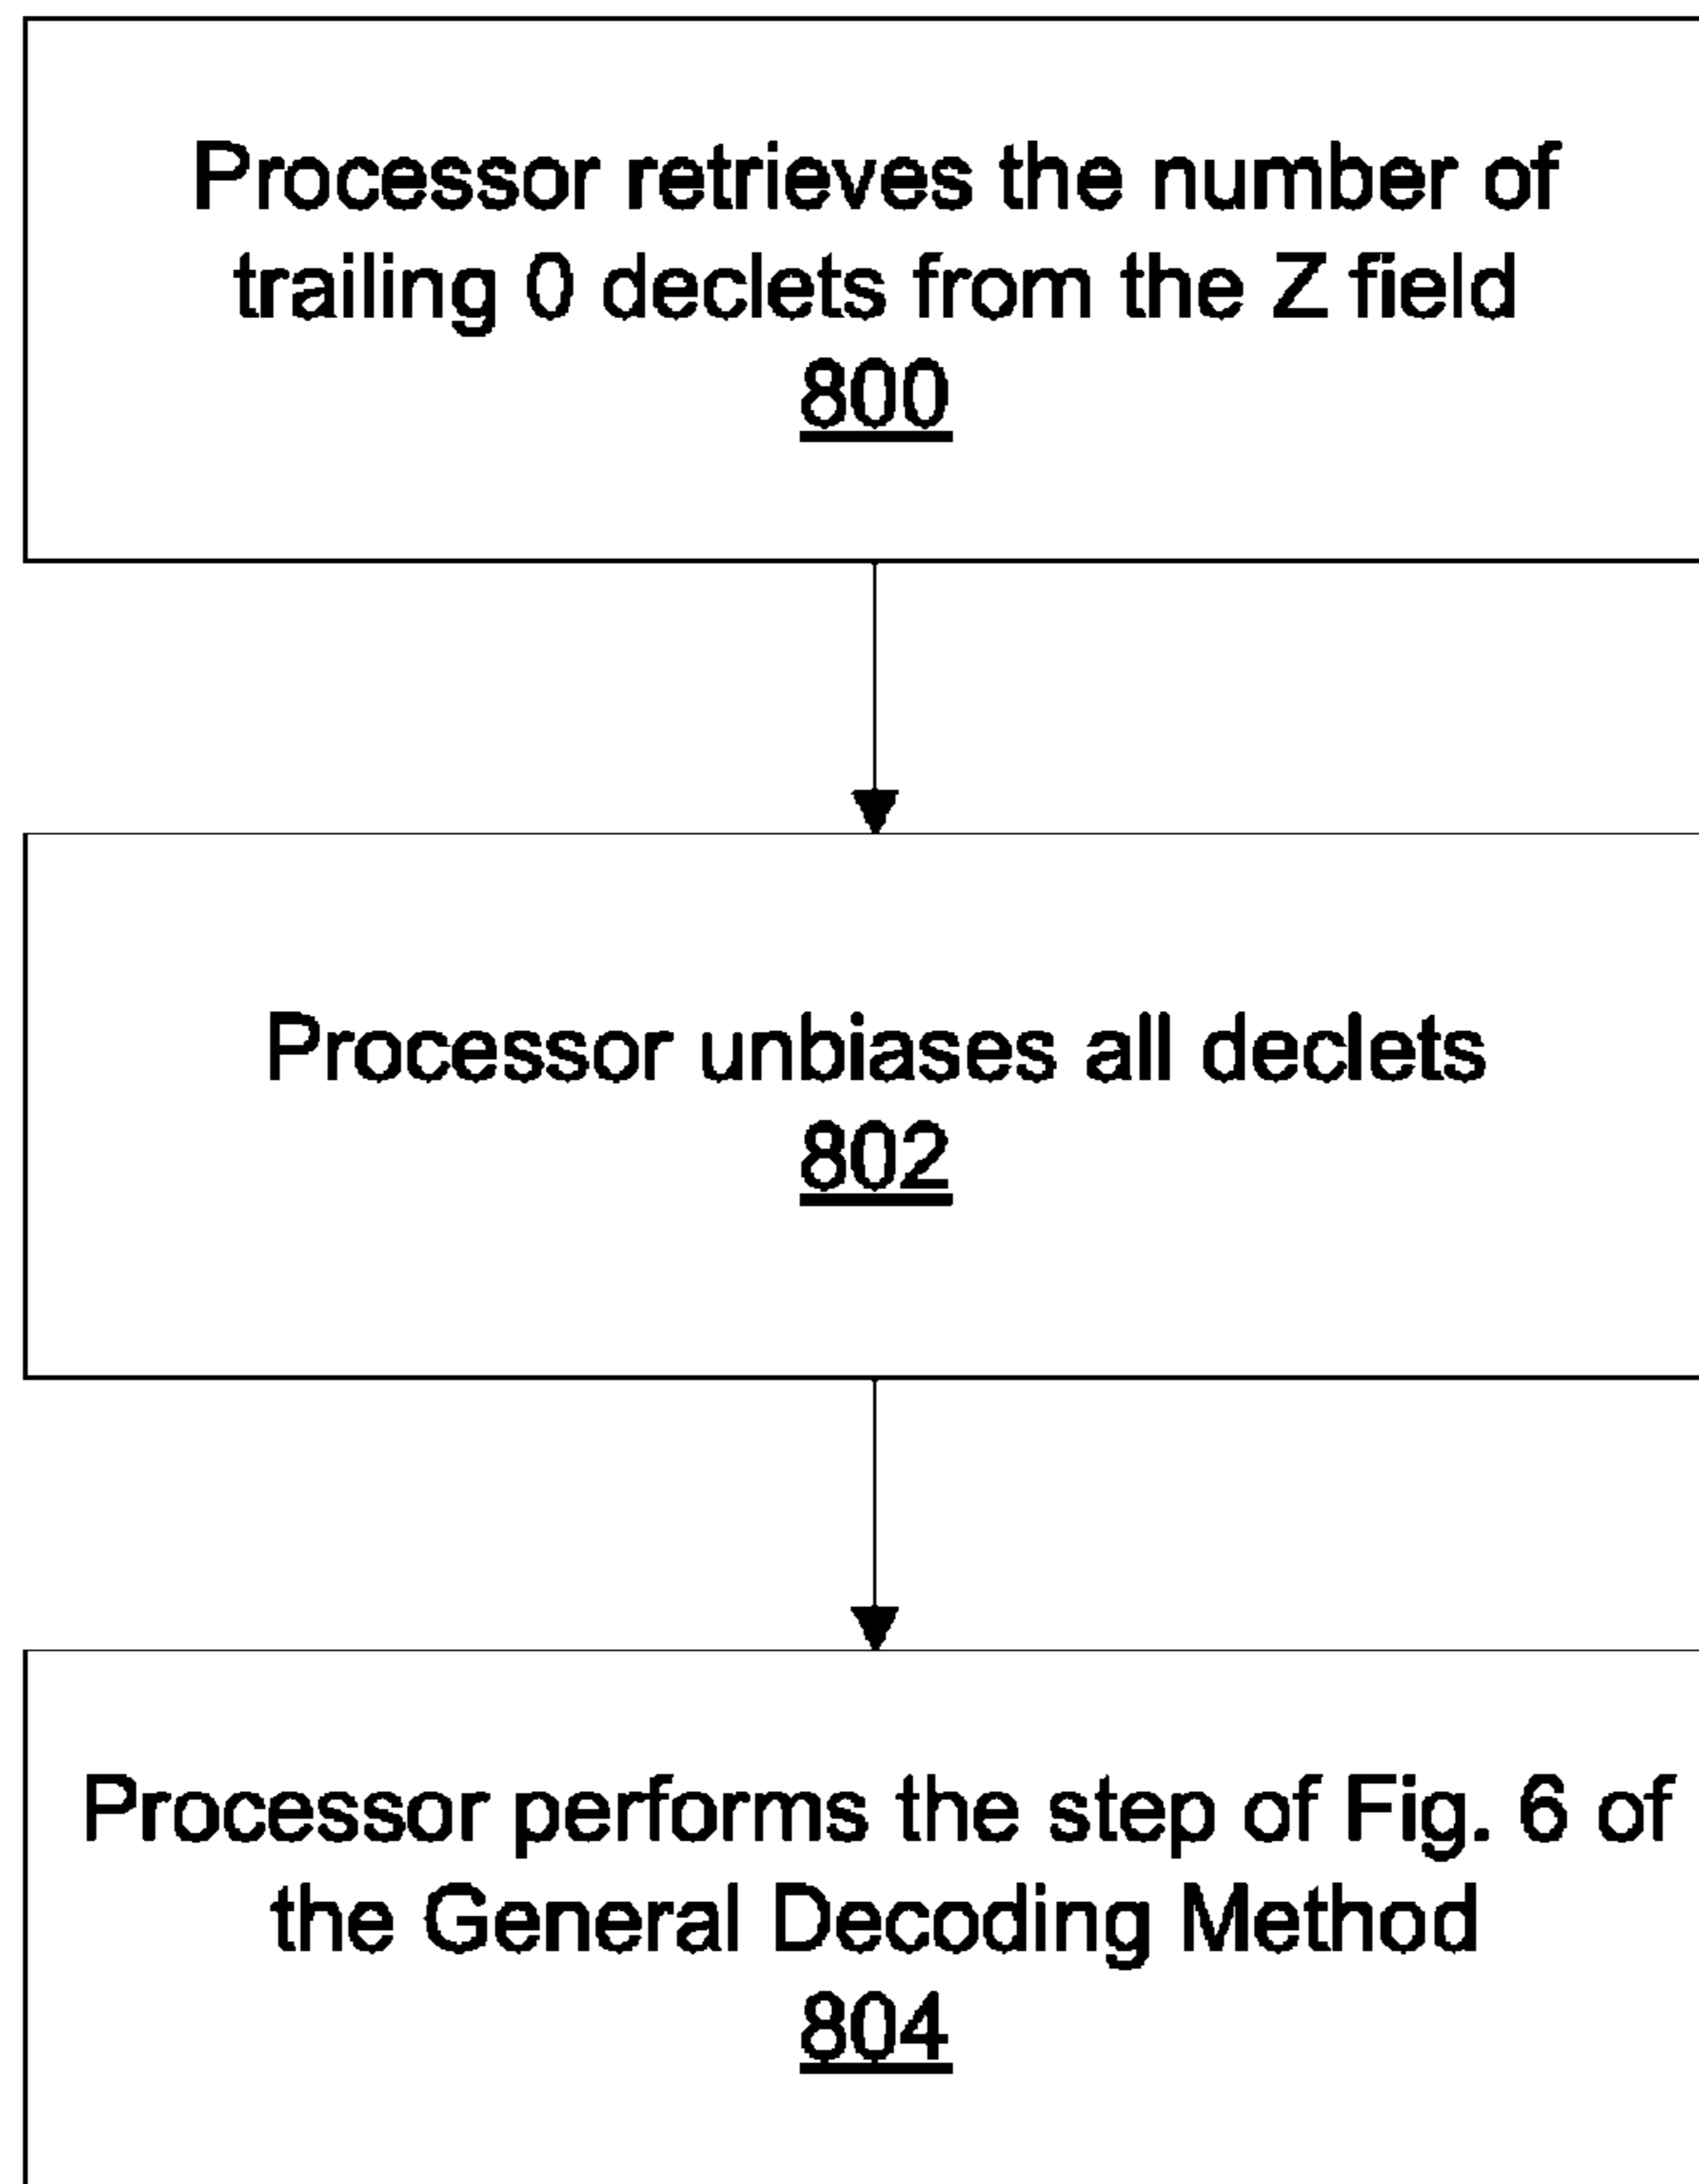 Processor retrieves the number of
trailing 0 declets from the Z field
800
Processor unbiases all declets
802
Processor performs the step of Fig. 6 of
the General Decoding Method
804